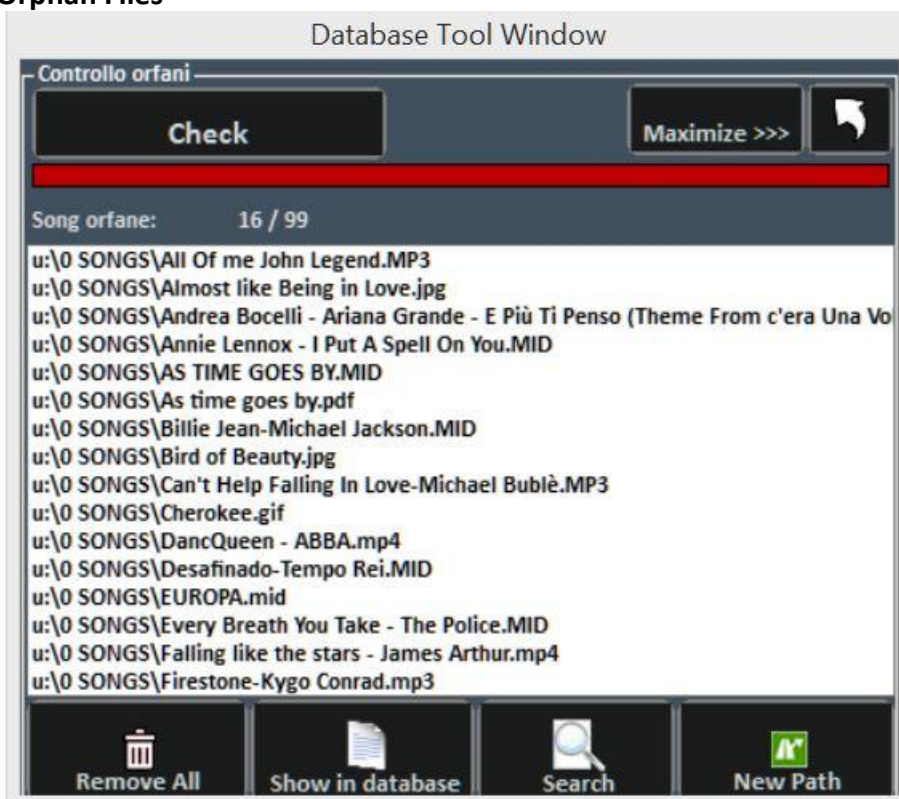 Orphan Files
Database Tool Window
Controllo orfani
Check
Maximize >>>
Song orfane: 16 / 99
u:\0 SONGS\All Of me John Legend.MP3
u:\0 SONGS\Almost like Being in Love.jpg
u:\0 SONGS\Andrea Bocelli - Ariana Grande - E Più Ti Penso (Theme From c'era Una Vo
u:\0 SONGS\Annie Lennox - I Put A Spell On You.MID
u:\0 SONGS\AS TIME GOES BY.MID
u:\0 SONGS\As time goes by.pdf
u:\0 SONGS\Billie Jean-Michael Jackson.MID
u:\0 SONGS\Bird of Beauty.jpg
u:\0 SONGS\Can't Help Falling In Love-Michael Bublè.MP3
u:\0 SONGS\Cherokee.gif
u:\0 SONGS\DancQueen - ABBA.mp4
u:\0 SONGS\Desafinado-Tempo Rei.MID
u:\0 SONGS\EUROPA.mid
u:\0 SONGS\Every Breath You Take - The Police.MID
u:\0 SONGS\Falling like the stars - James Arthur.mp4
u:\0 SONGS\Firestone-Kygo Conrad.mp3
Remove All Show in database Search New Path